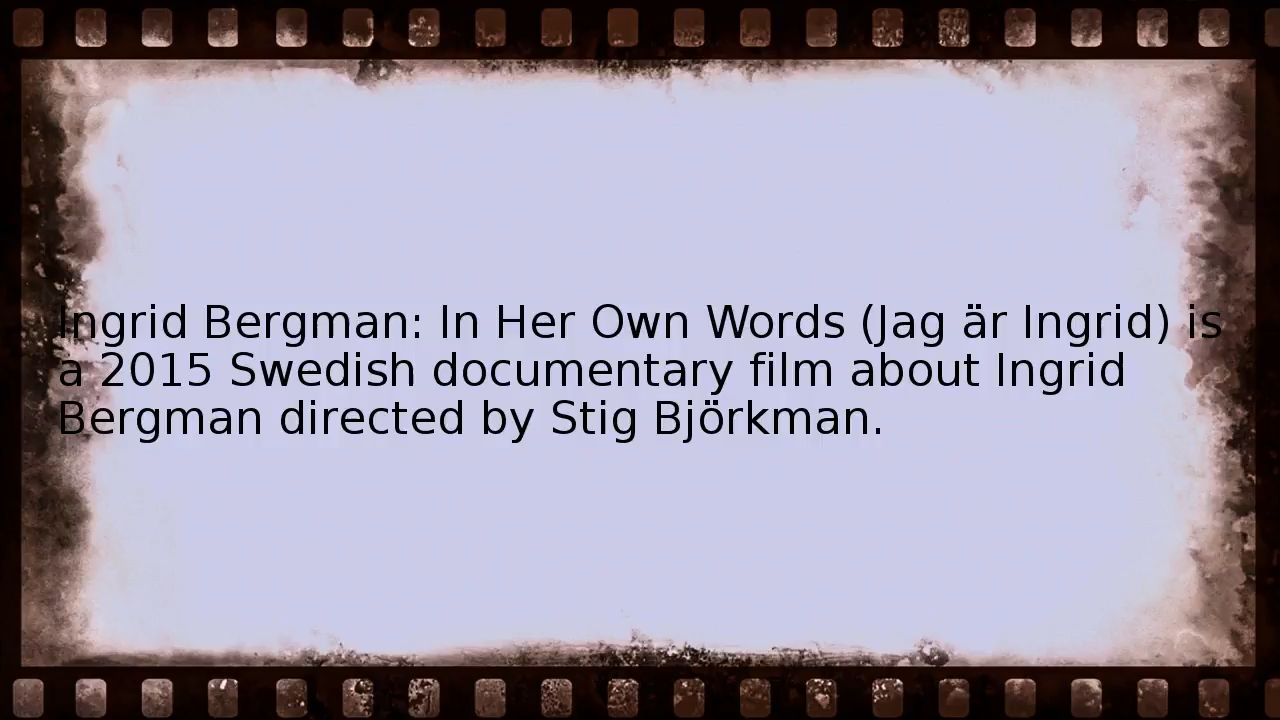 Ingrid Bergman: In Her Own Words (Jag är Ingrid) is
a 2015 Swedish documentary film about Ingrid
Bergman directed by Stig Björkman.